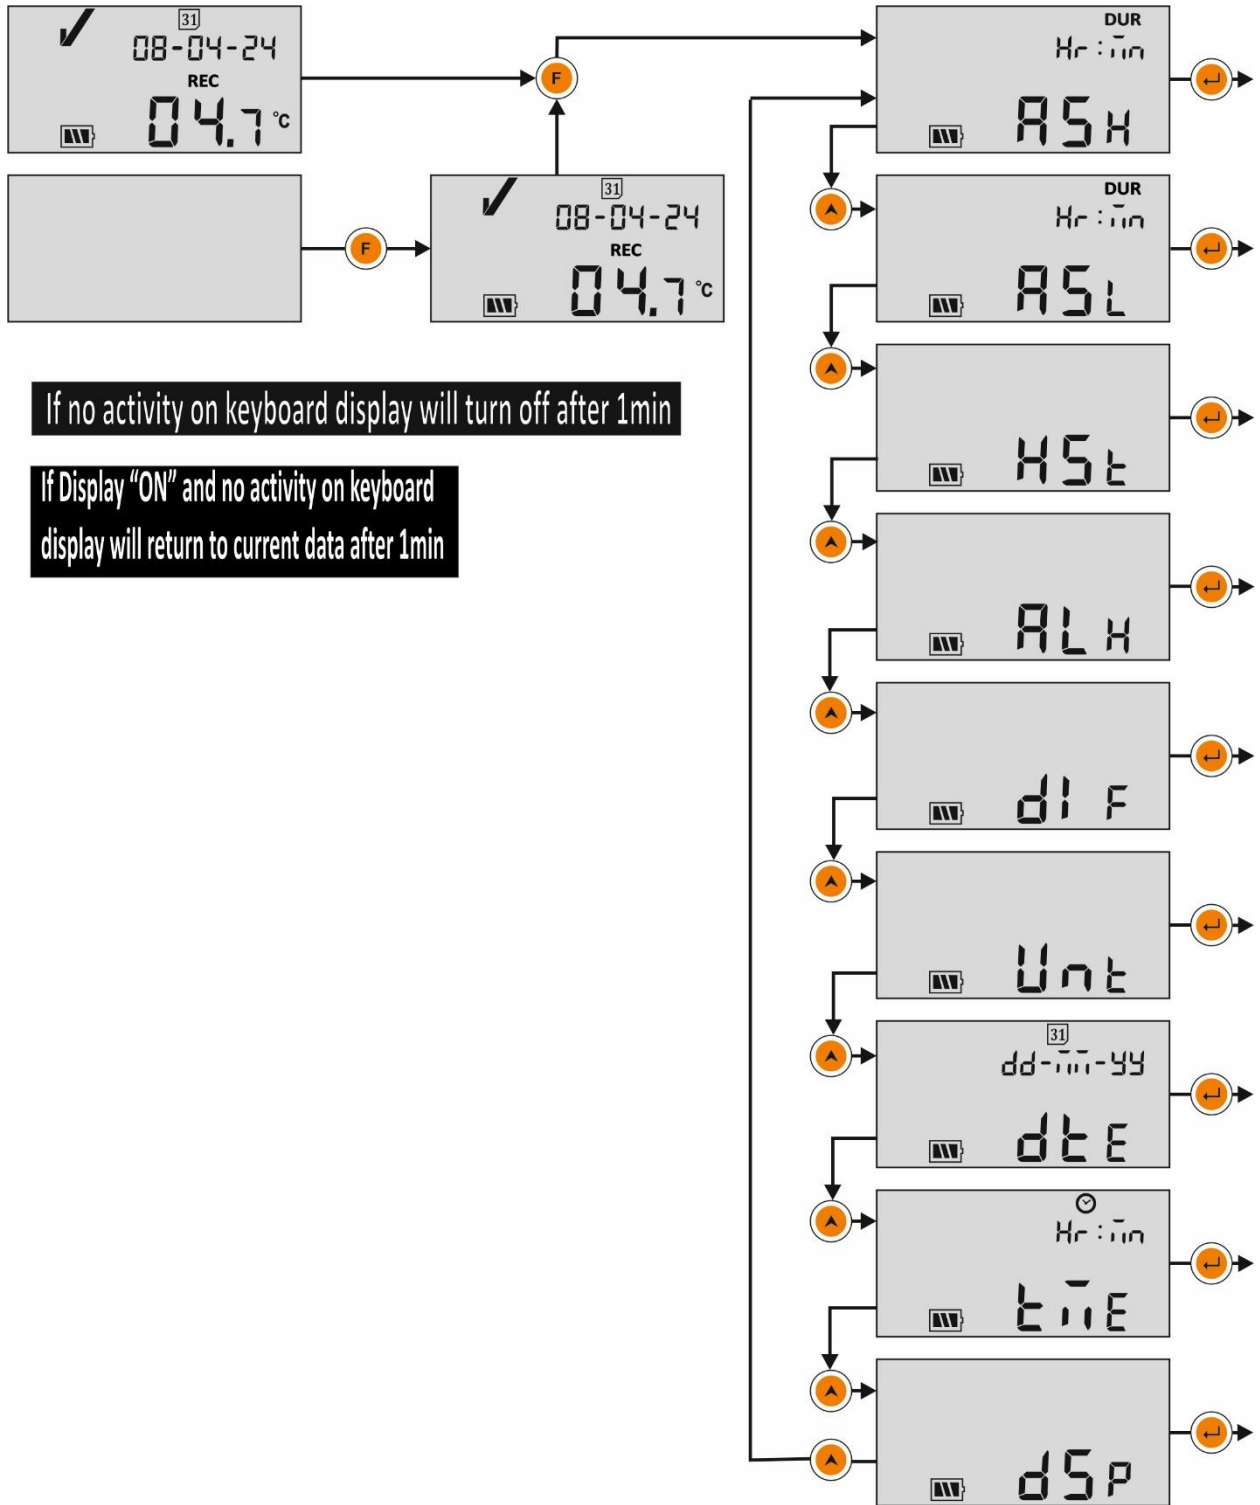 31
08-04-24
REC
04.7 °C
F
DUR
Hr:mn
ASH
F
31
08-04-24
REC
04.7 °C
DUR
Hr:mn
ASL
If no activity on keyboard display will turn off after 1min
HSt
If Display “ON” and no activity on keyboard
display will return to current data after 1min
ALH
dIF
Unt
31
dd-mm-yy
dtE
Hr:mn
tmE
dSP